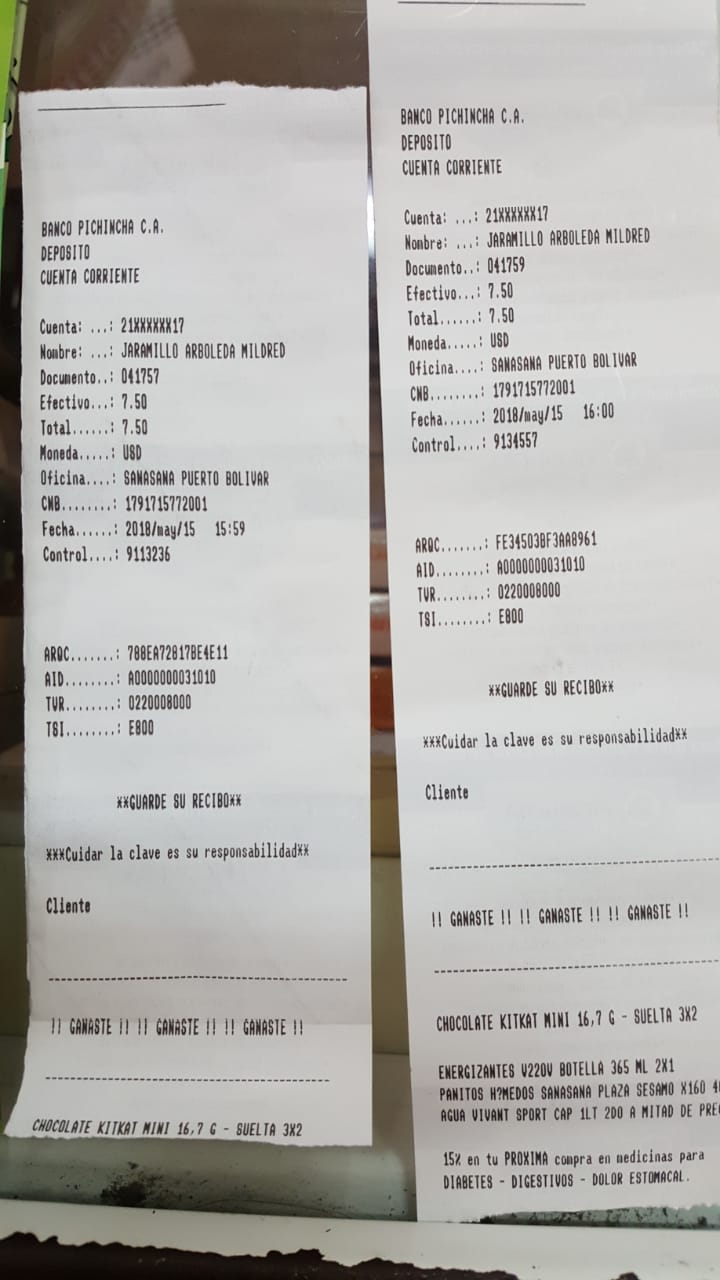 BANCO PICHINCHA C.A.
DEPOSITO
CUENTA CORRIENTE
Cuenta: ...: 21XXXXXX17
Nombre: ...: JARAMILLO ARBOLEDA MILDRED
Documento..: 041757
Efectivo...: 7.50
Total......: 7.50
Moneda.....: USD
Oficina....: SANASANA PUERTO BOLIVAR
CNB........: 1791715772001
Fecha......: 2018/may/15 15:59
Control....: 9113236
ARQC.......: 788EA72817BE4E11
AID........: A0000000031010
TVR........: 0220008000
TSI........: E800
**GUARDE SU RECIBO**
***Cuidar la clave es su responsabilidad**
Cliente
!! GANASTE !! !! GANASTE !! !! GANASTE !!
CHOCOLATE KITKAT MINI 16,7 G - SUELTA 3X2
BANCO PICHINCHA C.A.
DEPOSITO
CUENTA CORRIENTE
Cuenta: ...: 21XXXXXX17
Nombre: ...: JARAMILLO ARBOLEDA MILDRED
Documento..: 041759
Efectivo...: 7.50
Total......: 7.50
Moneda.....: USD
Oficina....: SANASANA PUERTO BOLIVAR
CNB........: 1791715772001
Fecha......: 2018/may/15 16:00
Control....: 9134557
ARQC.......: FE34503BF3AA8961
AID........: A0000000031010
TVR........: 0220008000
TSI........: E800
**GUARDE SU RECIBO**
***Cuidar la clave es su responsabilidad**
Cliente
!! GANASTE !! !! GANASTE !! !! GANASTE !!
CHOCOLATE KITKAT MINI 16,7 G - SUELTA 3X2
ENERGIZANTES V220V BOTELLA 365 ML 2X1
PANITOS H?MEDOS SANASANA PLAZA SESAMO X160
AGUA VIVANT SPORT CAP 1LT 2DO A MITAD DE
15% en tu PROXIMA compra en medicinas para
DIABETES - DIGESTIVOS - DOLOR ESTOMACAL.